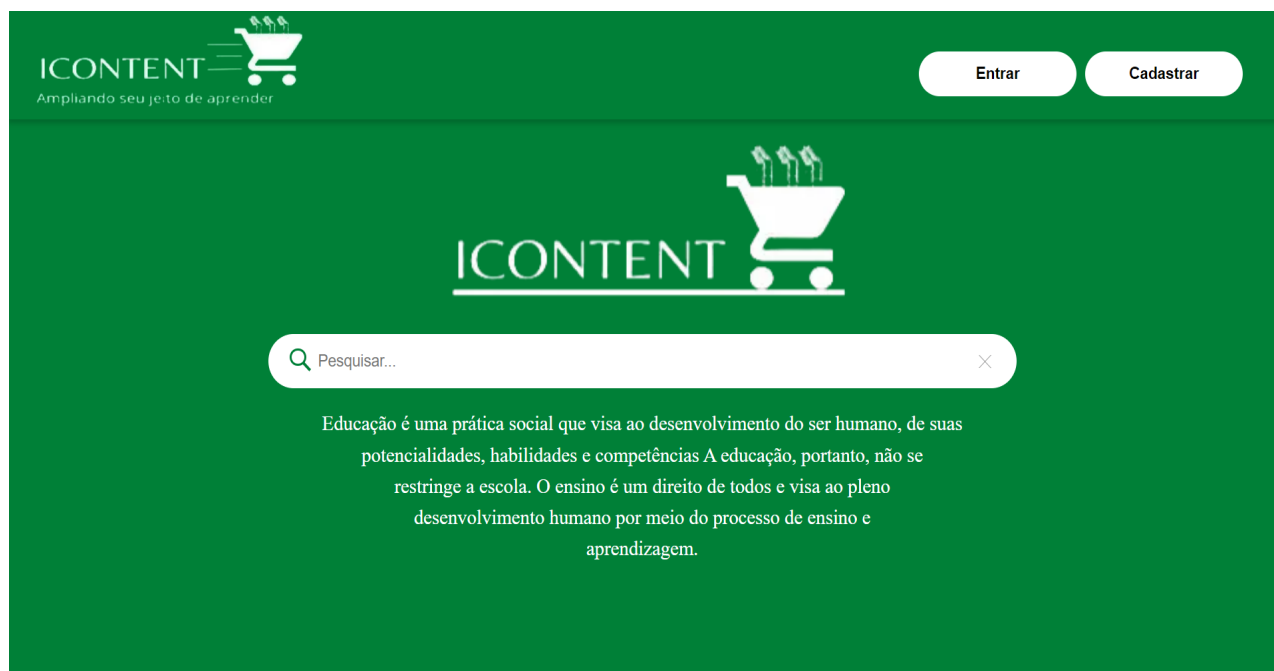 ICONTENT
Ampliando seu jeito de aprender
Entrar
Cadastrar
ICONTENT
Pesquisar...
Educação é uma prática social que visa ao desenvolvimento do ser humano, de suas
potencialidades, habilidades e competências A educação, portanto, não se
restringe a escola. O ensino é um direito de todos e visa ao pleno
desenvolvimento humano por meio do processo de ensino e
aprendizagem.